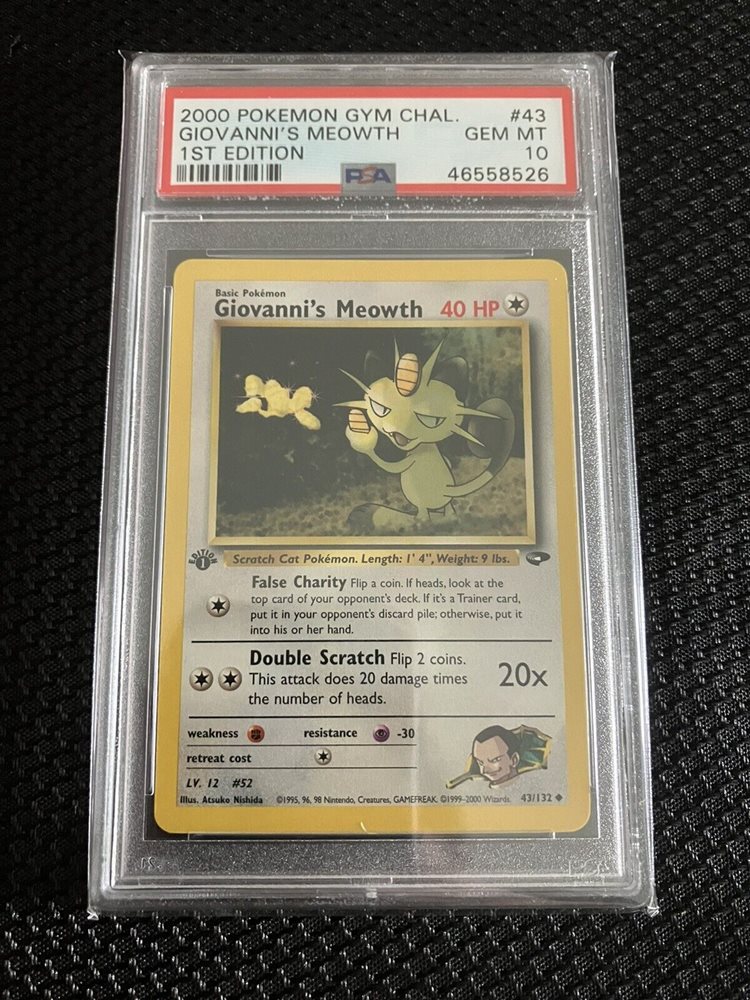 2000 POKEMON GYM CHAL. #43
GIOVANNI'S MEOWTH GEM MT
1ST EDITION 10
PSA 46558526
Basic Pokémon
Giovanni's Meowth 40 HP
EDITION
1
Scratch Cat Pokémon. Length: 1' 4", Weight: 9 lbs.
False Charity Flip a coin. If heads, look at the
top card of your opponent's deck. If it's a Trainer card,
put it in your opponent's discard pile; otherwise, put it
into his or her hand.
Double Scratch Flip 2 coins.
This attack does 20 damage times
the number of heads.
20x
weakness resistance -30
retreat cost
LV. 12 #52
Illus. Atsuko Nishida ©1995, 96, 98 Nintendo, Creatures, GAMEFREAK. ©1999-2000 Wizards. 43/132 ◆